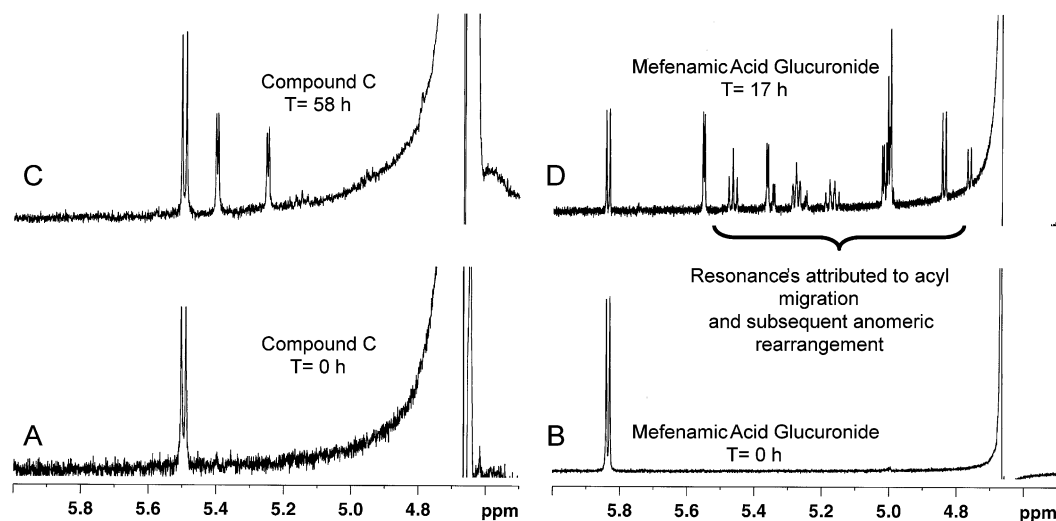 Compound C
T= 58 h
C
Mefenamic Acid Glucuronide
T= 17 h
D
Resonance's attributed to acyl
migration
and subsequent anomeric
rearrangement
Compound C
T= 0 h
A
Mefenamic Acid Glucuronide
T= 0 h
B
5.8 5.6 5.4 5.2 5.0 4.8 ppm
5.8 5.6 5.4 5.2 5.0 4.8 ppm